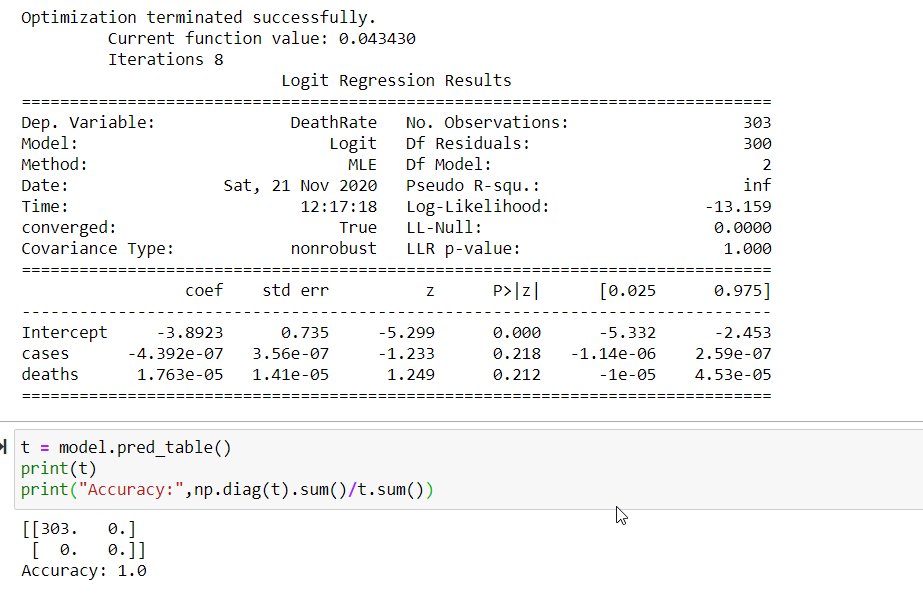 Optimization terminated successfully.
         Current function value: 0.043430
         Iterations 8
                           Logit Regression Results
==============================================================================
Dep. Variable:              DeathRate   No. Observations:                  303
Model:                          Logit   Df Residuals:                      300
Method:                           MLE   Df Model:                            2
Date:                Sat, 21 Nov 2020   Pseudo R-squ.:                     inf
Time:                        12:17:18   Log-Likelihood:                -13.159
converged:                       True   LL-Null:                        0.0000
Covariance Type:            nonrobust   LLR p-value:                     1.000
==============================================================================
                 coef    std err          z      P>|z|      [0.025      0.975]
------------------------------------------------------------------------------
Intercept     -3.8923      0.735     -5.299      0.000      -5.332      -2.453
cases      -4.392e-07   3.56e-07     -1.233      0.218   -1.14e-06    2.59e-07
deaths      1.763e-05   1.41e-05      1.249      0.212      -1e-05    4.53e-05
==============================================================================
t = model.pred_table()
print(t)
print("Accuracy:",np.diag(t).sum()/t.sum())
[[303.   0.]
 [  0.   0.]]
Accuracy: 1.0